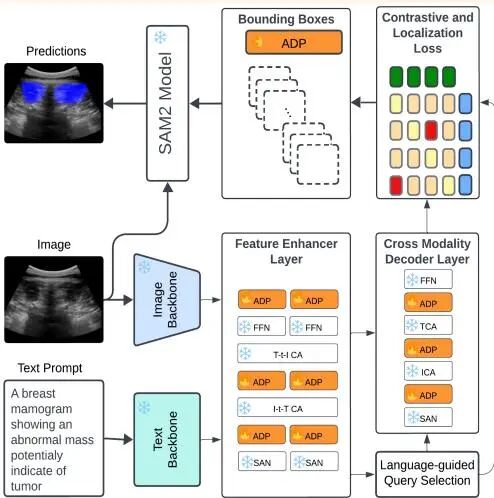 Predictions
SAM2 Model
Bounding Boxes
ADP
Contrastive and
Localization
Loss
Image
Image
Backbone
Feature Enhancer
Layer
ADP ADP
FFN FFN
T-t-I CA
ADP ADP
I-t-T CA
ADP ADP
SAN SAN
Cross Modality
Decoder Layer
FFN
ADP
TCA
ADP
ICA
ADP
SAN
Text Prompt
A breast
mamogram
showing an
abnormal mass
potentialy
indicate of
tumor
Text
Backbone
Language-guided
Query Selection